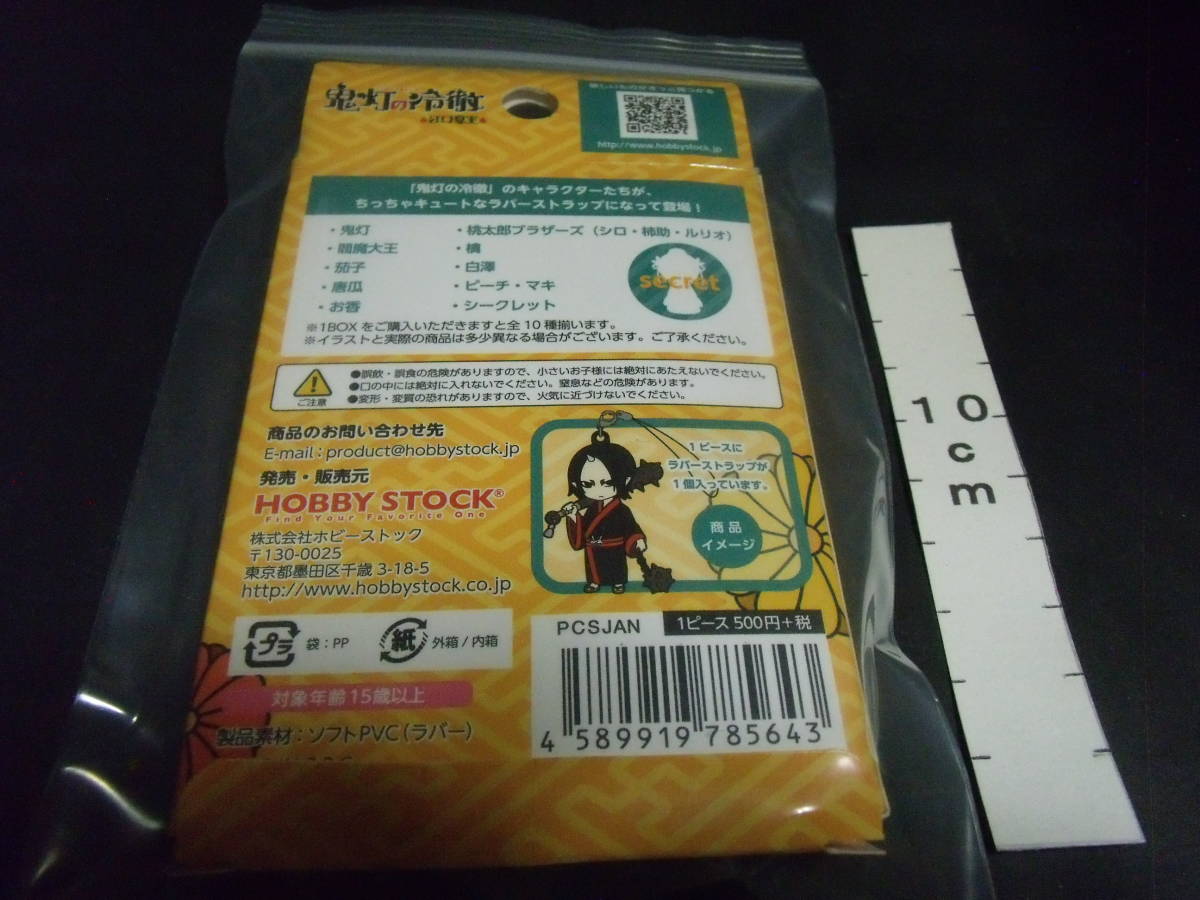 鬼灯の冷徹
江口夏実
欲しいものがきっと見つかる
http://www.hobbystock.jp
「鬼灯の冷徹」のキャラクターたちが、
ちっちゃキュートなラバーストラップになって登場！
・鬼灯
・閻魔大王
・茄子
・唐瓜
・お香
・桃太郎ブラザーズ（シロ・柿助・ルリオ）
・檎
・白澤
・ピーチ・マキ
・シークレット
secret
※1BOXをご購入いただきますと全10種揃います。
※イラストと実際の商品は多少異なる場合がございます。ご了承ください。
ご注意
●誤飲・誤食の危険がありますので、小さいお子様には絶対にあたえないでください。
●口の中には絶対に入れないでください。窒息などの危険があります。
●変形・変質の恐れがありますので、火気に近づけないでください。
商品のお問い合わせ先
E-mail：product@hobbystock.jp
発売・販売元
HOBBY STOCK®
Find Your Favorite One
株式会社ホビーストック
〒130-0025
東京都墨田区千歳3-18-5
http://www.hobbystock.co.jp
1ピースに
ラバーストラップが
1個入っています。
商品
イメージ
プラ
袋：PP
紙
外箱/内箱
対象年齢15歳以上
製品素材：ソフトPVC（ラバー）
PCSJAN
1ピース500円+税
4 589919 785643
10
c
m